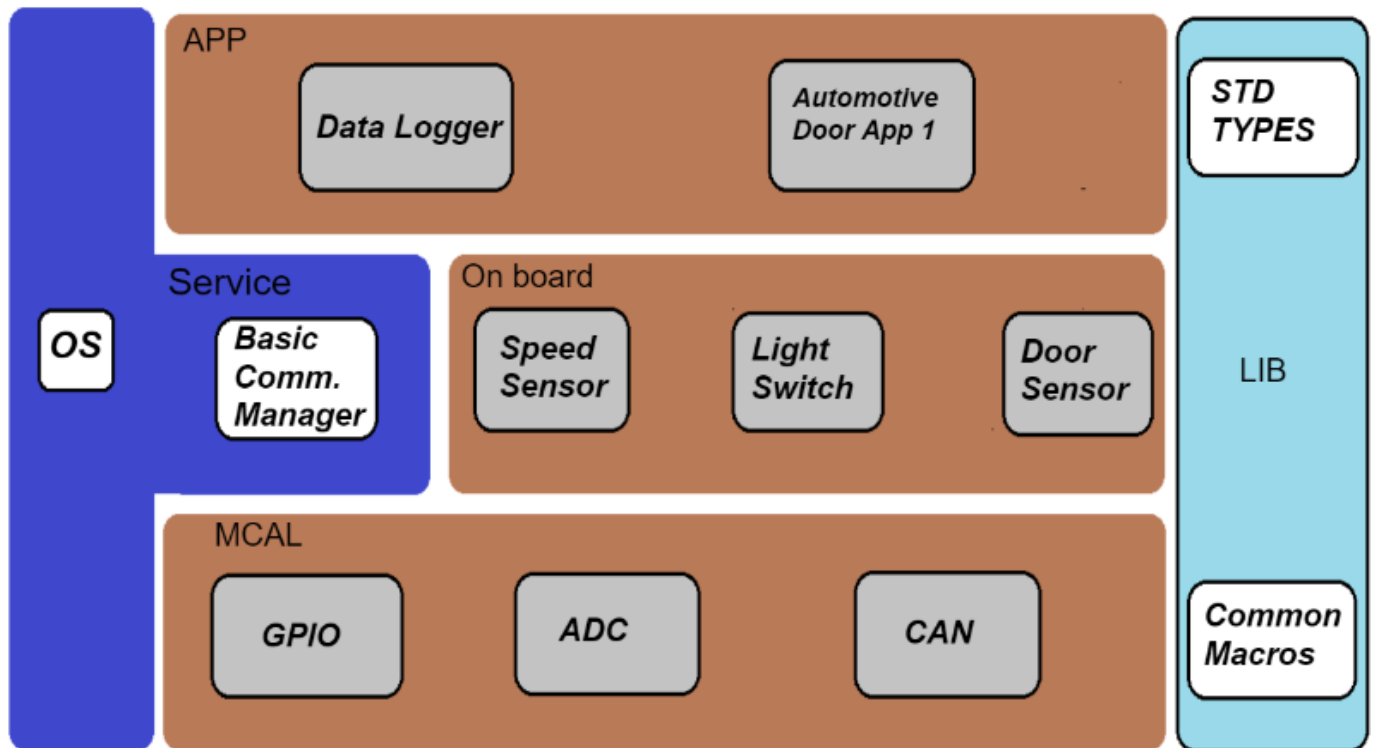 APP
Data Logger
Automotive
Door App 1
STD
TYPES
Service
OS
Basic
Comm.
Manager
On board
Speed
Sensor
Light
Switch
Door
Sensor
LIB
MCAL
GPIO
ADC
CAN
Common
Macros